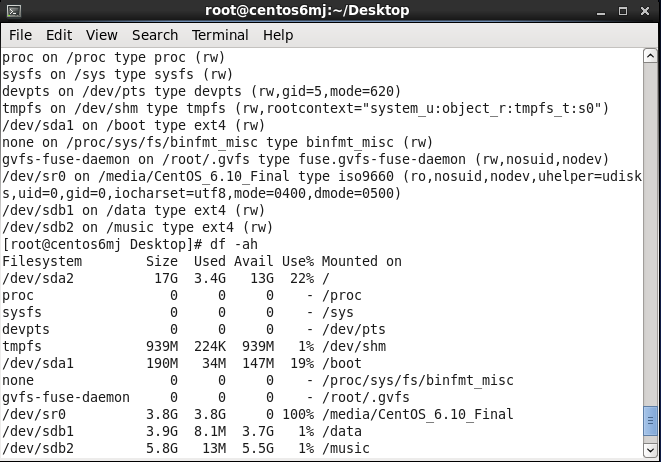 root@centos6mj:~/Desktop
File Edit View Search Terminal Help
proc on /proc type proc (rw)
sysfs on /sys type sysfs (rw)
devpts on /dev/pts type devpts (rw,gid=5,mode=620)
tmpfs on /dev/shm type tmpfs (rw,rootcontext="system_u:object_r:tmpfs_t:s0")
/dev/sda1 on /boot type ext4 (rw)
none on /proc/sys/fs/binfmt_misc type binfmt_misc (rw)
gvfs-fuse-daemon on /root/.gvfs type fuse.gvfs-fuse-daemon (rw,nosuid,nodev)
/dev/sr0 on /media/CentOS_6.10_Final type iso9660 (ro,nosuid,nodev,uhelper=udisk
s,uid=0,gid=0,iocharset=utf8,mode=0400,dmode=0500)
/dev/sdb1 on /data type ext4 (rw)
/dev/sdb2 on /music type ext4 (rw)
[root@centos6mj Desktop]# df -ah
Filesystem        Size  Used Avail Use% Mounted on
/dev/sda2          17G  3.4G   13G  22% /
proc                 0     0     0    - /proc
sysfs                0     0     0    - /sys
devpts               0     0     0    - /dev/pts
tmpfs             939M  224K  939M   1% /dev/shm
/dev/sda1         190M   34M  147M  19% /boot
none                 0     0     0    - /proc/sys/fs/binfmt_misc
gvfs-fuse-daemon     0     0     0    - /root/.gvfs
/dev/sr0          3.8G  3.8G     0 100% /media/CentOS_6.10_Final
/dev/sdb1         3.9G  8.1M  3.7G   1% /data
/dev/sdb2         5.8G   13M  5.5G   1% /music